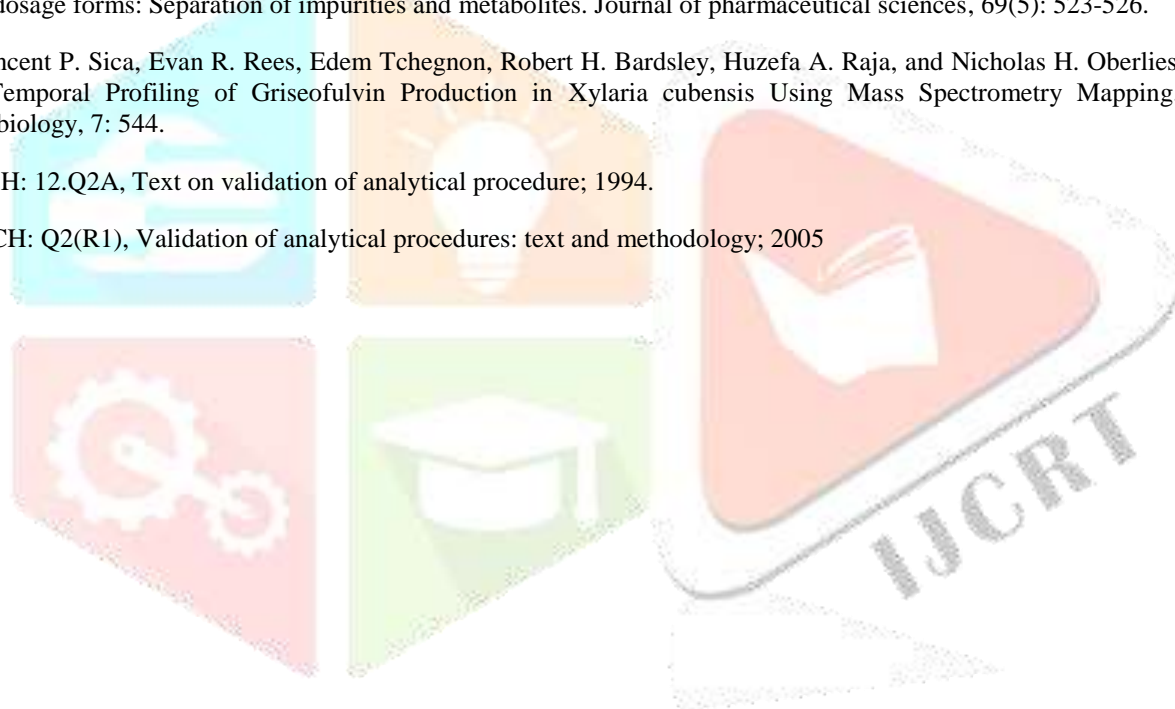 dosage forms: Separation of impurities and metabolites. Journal of pharmaceutical sciences, 69(5): 523-526.
ncent P. Sica, Evan R. Rees, Edem Tchegnon, Robert H. Bardsley, Huzefa A. Raja, and Nicholas H. Oberlies
Temporal Profiling of Griseofulvin Production in Xylaria cubensis Using Mass Spectrometry Mapping
biology, 7: 544.
H: 12.Q2A, Text on validation of analytical procedure; 1994.
CH: Q2(R1), Validation of analytical procedures: text and methodology; 2005
IJCRT